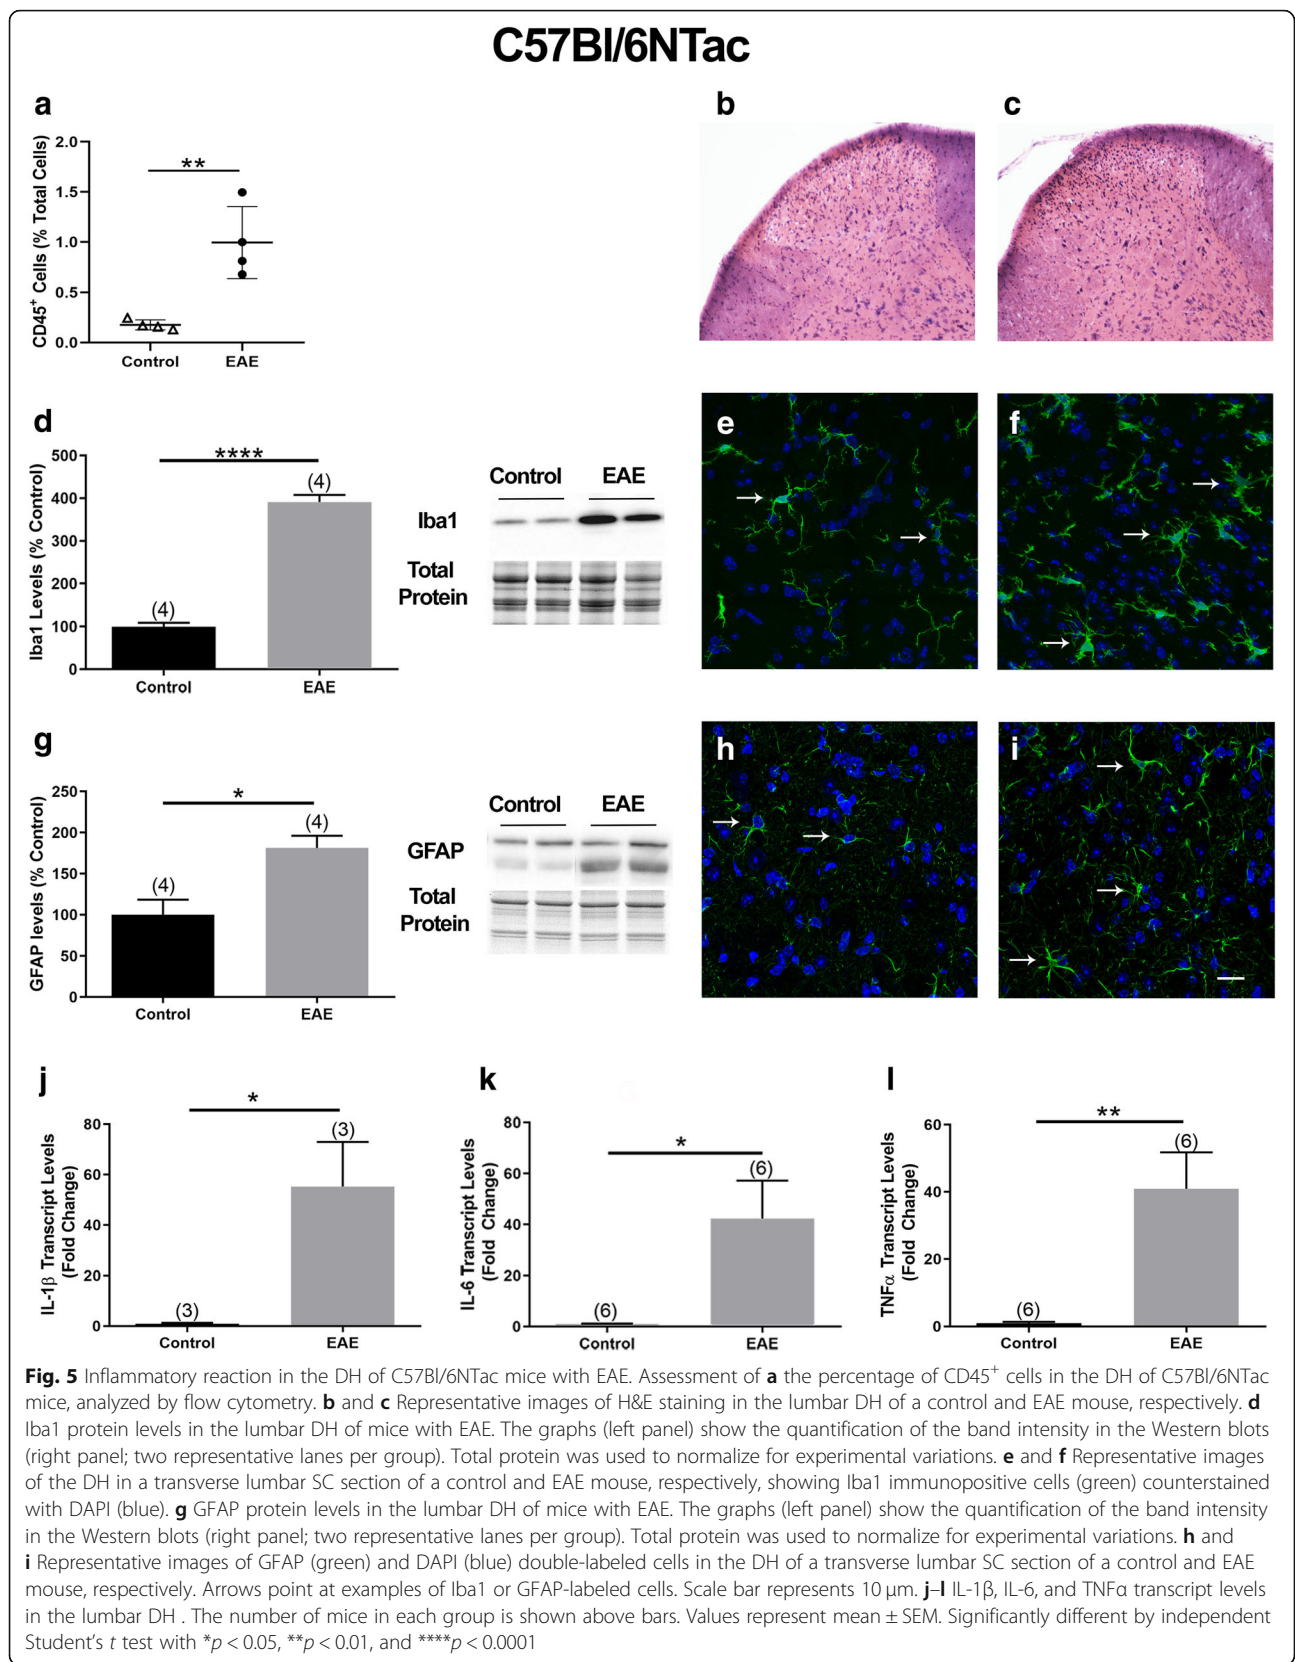 C57Bl/6NTac
a
b
c
CD45+ Cells (% Total Cells)
2.0
1.5
1.0
0.5
0.0
**
Control
EAE
d
Iba1 Levels (% Control)
500
400
300
200
100
0
****
(4)
(4)
Control
EAE
Control
EAE
Iba1
Total
Protein
e
f
g
GFAP levels (% Control)
250
200
150
100
50
0
*
(4)
(4)
Control
EAE
Control
EAE
GFAP
Total
Protein
h
i
j
IL-1β Transcript Levels
(Fold Change)
80
60
40
20
0
*
(3)
(3)
Control
EAE
k
IL-6 Transcript Levels
(Fold Change)
80
60
40
20
0
*
(6)
(6)
Control
EAE
l
TNFα Transcript Levels
(Fold Change)
60
40
20
0
**
(6)
(6)
Control
EAE
Fig. 5 Inflammatory reaction in the DH of C57Bl/6NTac mice with EAE. Assessment of a the percentage of CD45+ cells in the DH of C57Bl/6NTac
mice, analyzed by flow cytometry. b and c Representative images of H&E staining in the lumbar DH of a control and EAE mouse, respectively. d
Iba1 protein levels in the lumbar DH of mice with EAE. The graphs (left panel) show the quantification of the band intensity in the Western blots
(right panel; two representative lanes per group). Total protein was used to normalize for experimental variations. e and f Representative images
of the DH in a transverse lumbar SC section of a control and EAE mouse, respectively, showing Iba1 immunopositive cells (green) counterstained
with DAPI (blue). g GFAP protein levels in the lumbar DH of mice with EAE. The graphs (left panel) show the quantification of the band intensity
in the Western blots (right panel; two representative lanes per group). Total protein was used to normalize for experimental variations. h and
i Representative images of GFAP (green) and DAPI (blue) double-labeled cells in the DH of a transverse lumbar SC section of a control and EAE
mouse, respectively. Arrows point at examples of Iba1 or GFAP-labeled cells. Scale bar represents 10 μm. j–l IL-1β, IL-6, and TNFα transcript levels
in the lumbar DH . The number of mice in each group is shown above bars. Values represent mean ± SEM. Significantly different by independent
Student's t test with *p < 0.05, **p < 0.01, and ****p < 0.0001